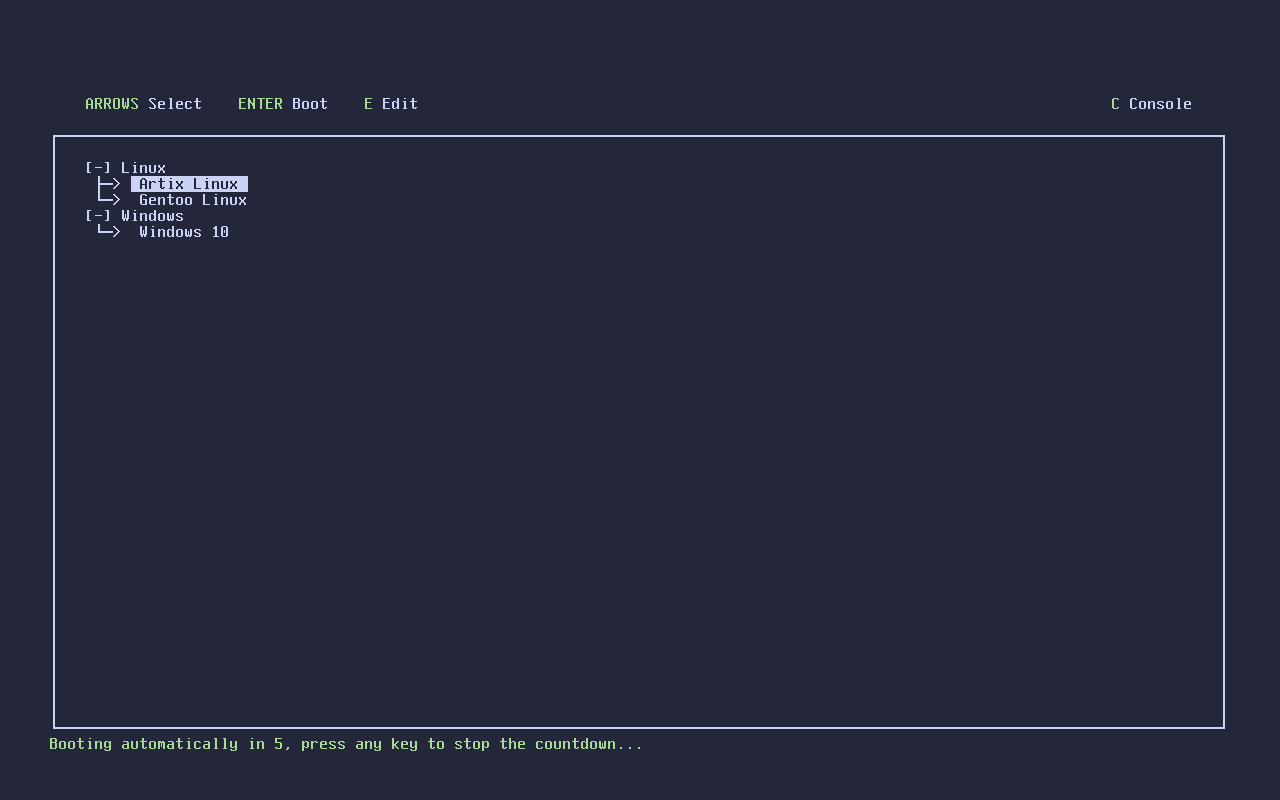 ARROWS Select    ENTER Boot    E Edit    C Console
[-] Linux
├─> Artix Linux
└─> Gentoo Linux
[-] Windows
└─> Windows 10
Booting automatically in 5, press any key to stop the countdown...